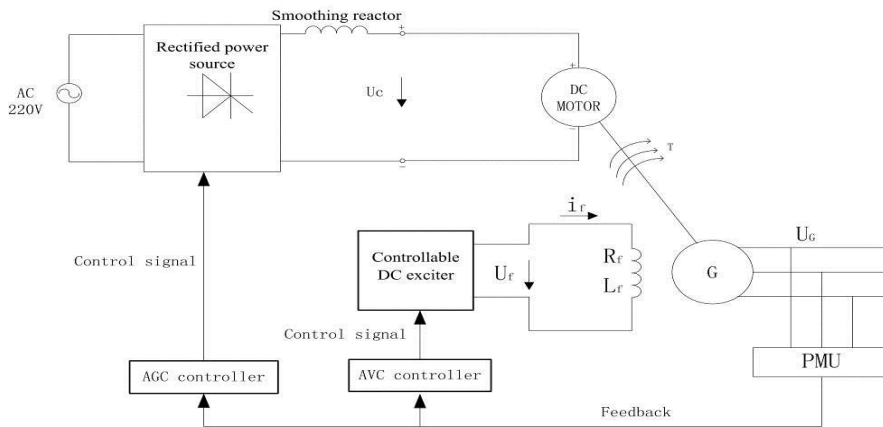 Smoothing reactor
Rectified power
source
AC
220V
+
Uc
−
+
DC
MOTOR
−
T
Control signal
Controllable
DC exciter
if
Uf
Rf
Lf
UG
G
Control signal
AGC controller
AVC controller
PMU
Feedback